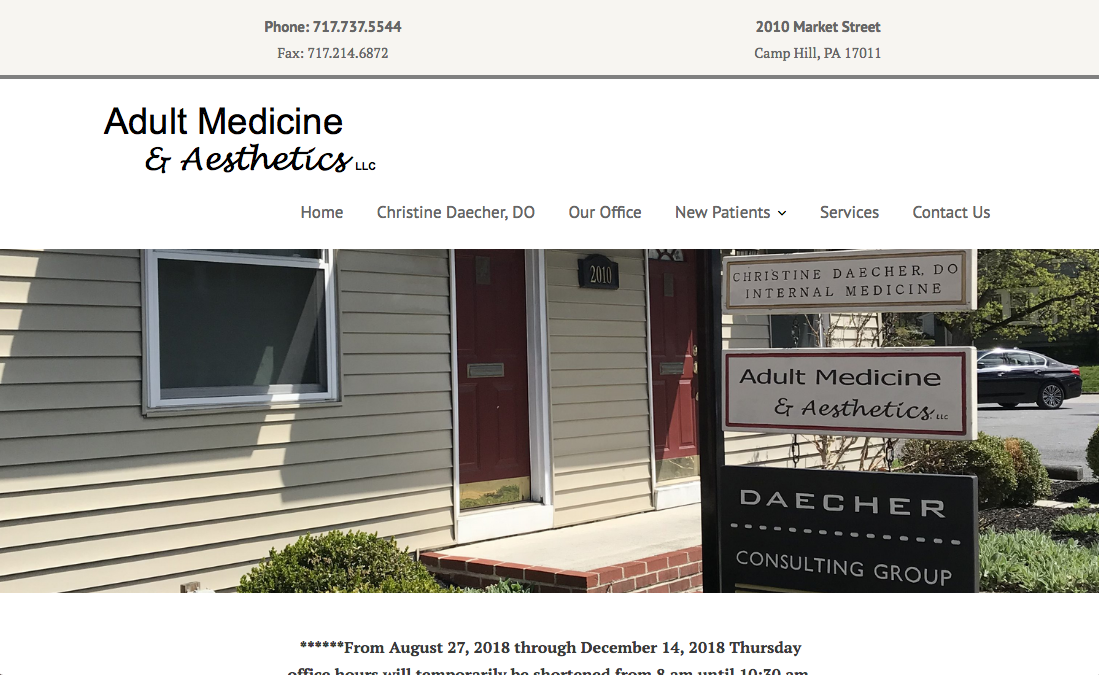 Phone: 717.737.5544
Fax: 717.214.6872
2010 Market Street
Camp Hill, PA 17011
Adult Medicine
& Aesthetics LLC
Home Christine Daecher, DO Our Office New Patients Services Contact Us
2010
CHRISTINE DAECHER, DO
INTERNAL MEDICINE
Adult Medicine
& Aesthetics, LLC
DAECHER
CONSULTING GROUP
******From August 27, 2018 through December 14, 2018 Thursday
office hours will temporarily be shortened from 8 am until 10:30 am